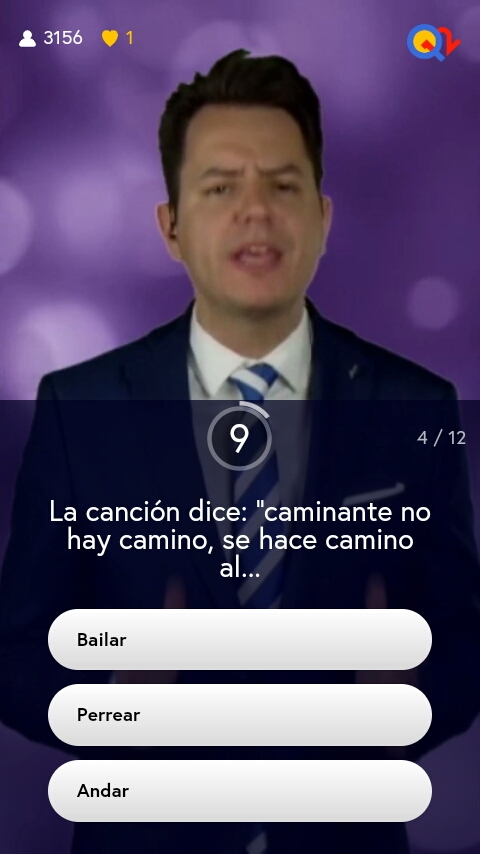 3156 1
Q2
9
4 / 12
La canción dice: "caminante no
hay camino, se hace camino
al...
Bailar
Perrear
Andar